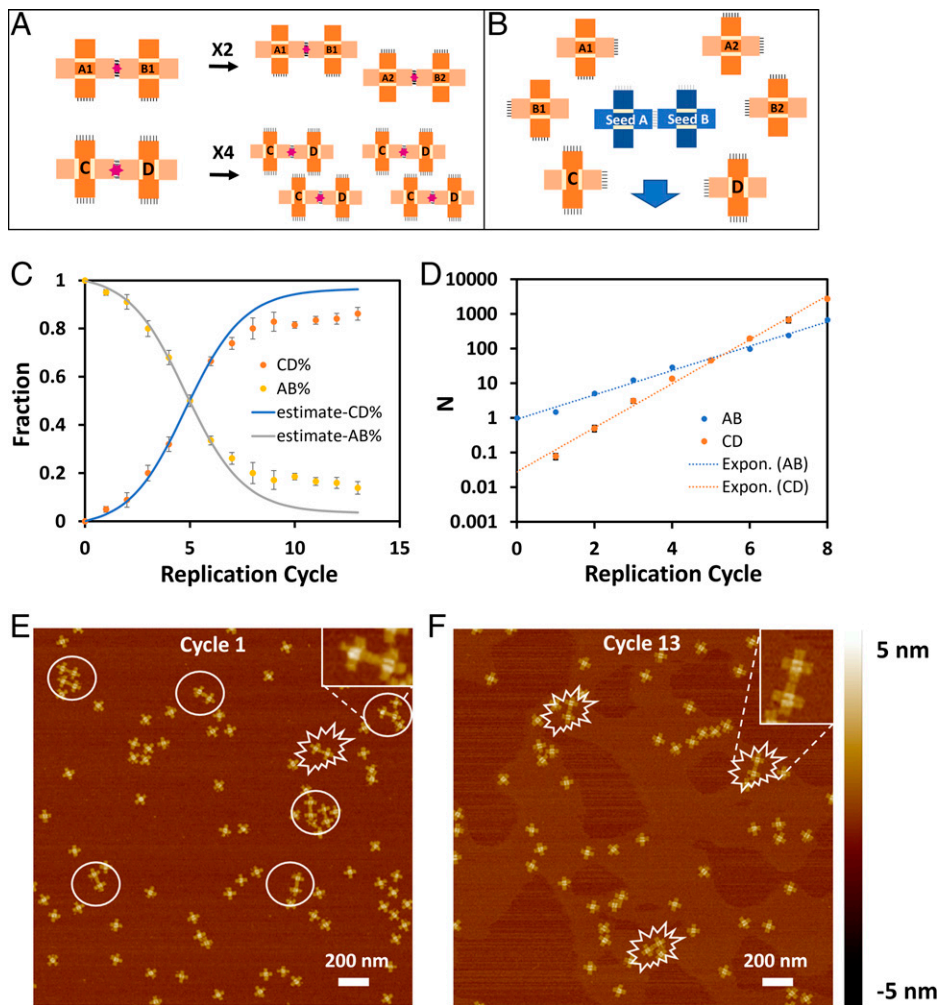 A
A1
B1
X2
A1
B1
A2
B2
C
D
X4
C
D
C
D
C
D
C
D
B
A1
A2
B1
Seed A
Seed B
B2
C
D
C
Fraction
1
0.8
0.6
0.4
0.2
0
0
5
10
15
Replication Cycle
CD%
AB%
estimate-CD%
estimate-AB%
D
N
10000
1000
100
10
1
0.1
0.01
0.001
0
2
4
6
8
Replication Cycle
AB
CD
Expon. (AB)
Expon. (CD)
E
Cycle 1
200 nm
F
Cycle 13
200 nm
5 nm
-5 nm